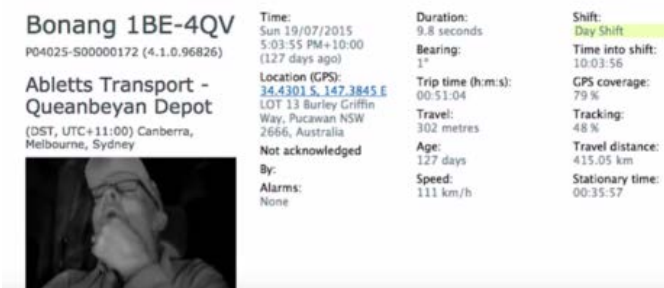 Bonang 1BE-4QV
P04025-S00000172 (4.1.0.96826)
Abletts Transport -
Queanbeyan Depot
(DST, UTC+11:00) Canberra,
Melbourne, Sydney
Time:
Sun 19/07/2015
5:03:55 PM+10:00
(127 days ago)
Location (GPS):
34.4301 S, 147.3845 E
LOT 13 Burley Griffin
Way, Pucawan NSW
2666, Australia
Not acknowledged
By:
Alarms:
None
Duration:
9.8 seconds
Bearing:
1°
Trip time (h:m:s):
00:51:04
Travel:
302 metres
Age:
127 days
Speed:
111 km/h
Shift:
Day Shift
Time into shift:
10:03:56
GPS coverage:
79 %
Tracking:
48 %
Travel distance:
415.05 km
Stationary time:
00:35:57